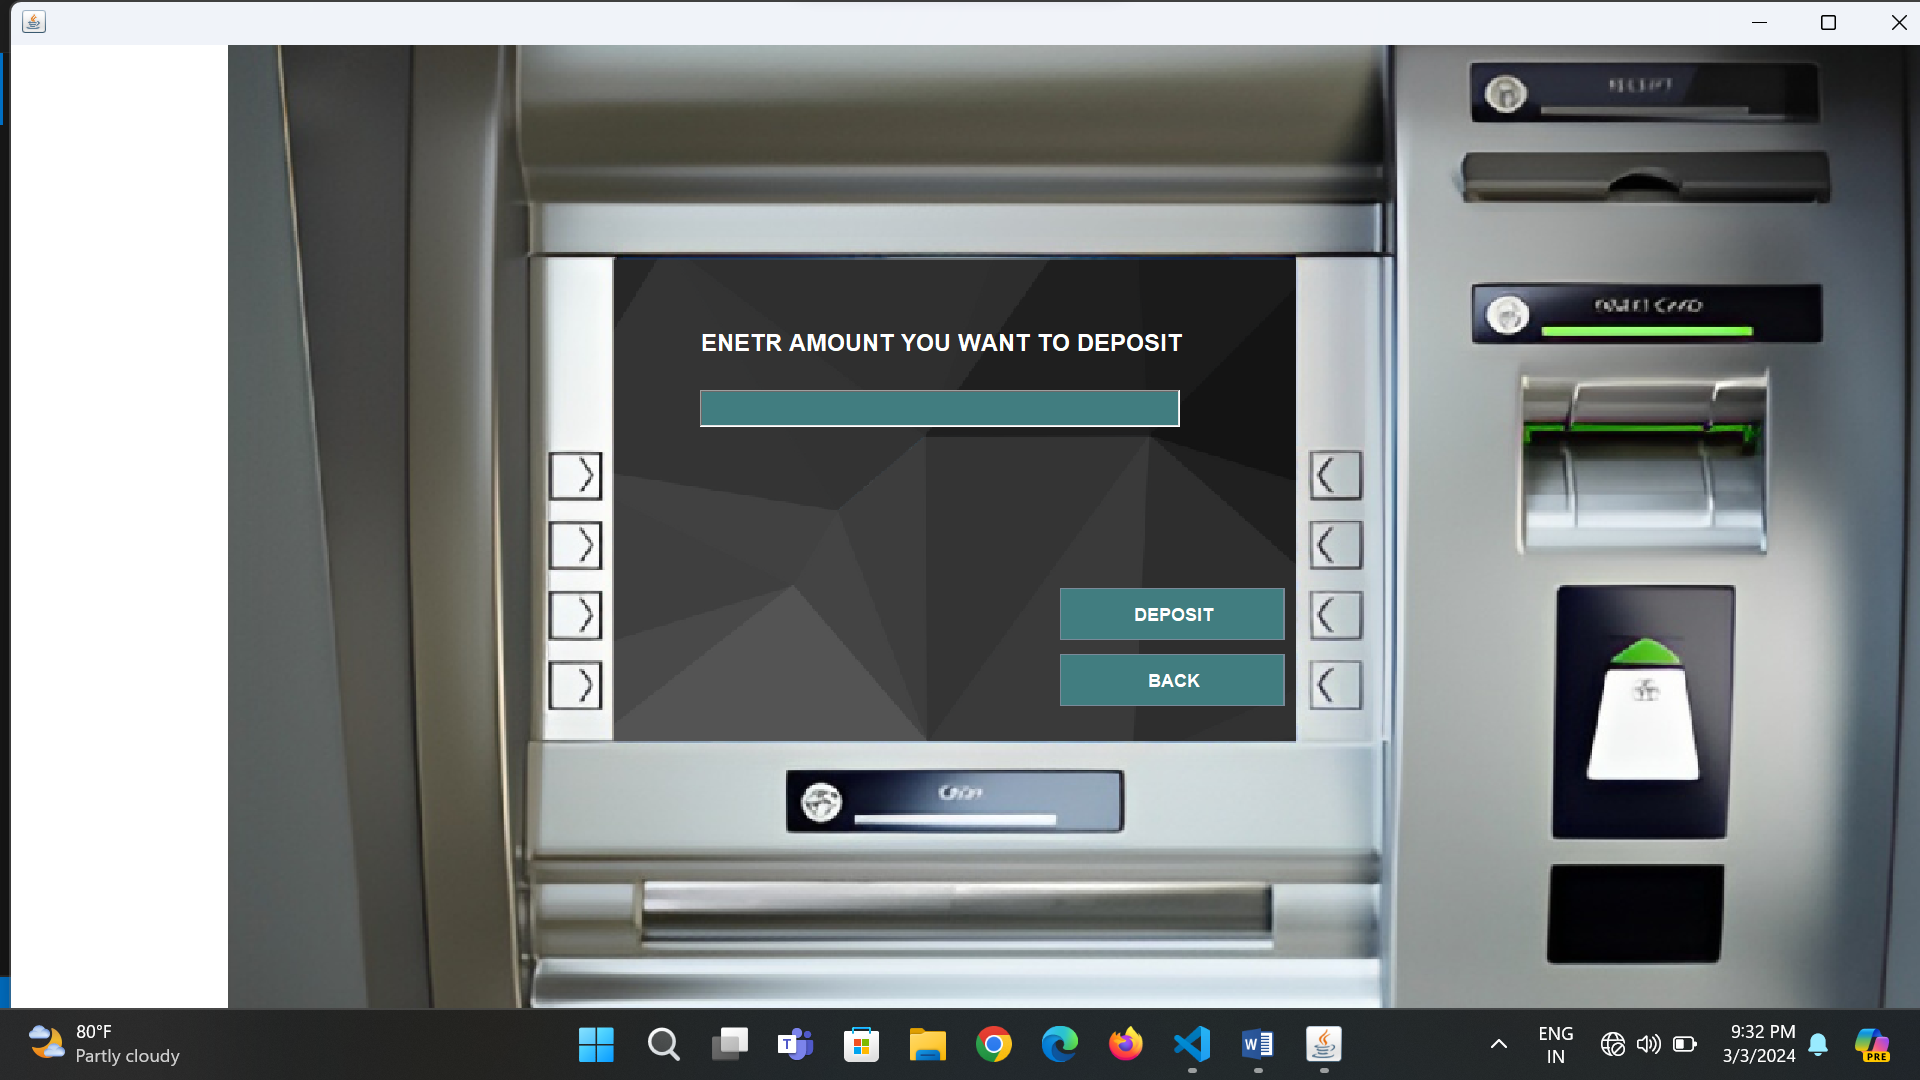 ENETR AMOUNT YOU WANT TO DEPOSIT
DEPOSIT
BACK
80°F
Partly cloudy
T
W
ENG
IN
9:32 PM
3/3/2024
PRE